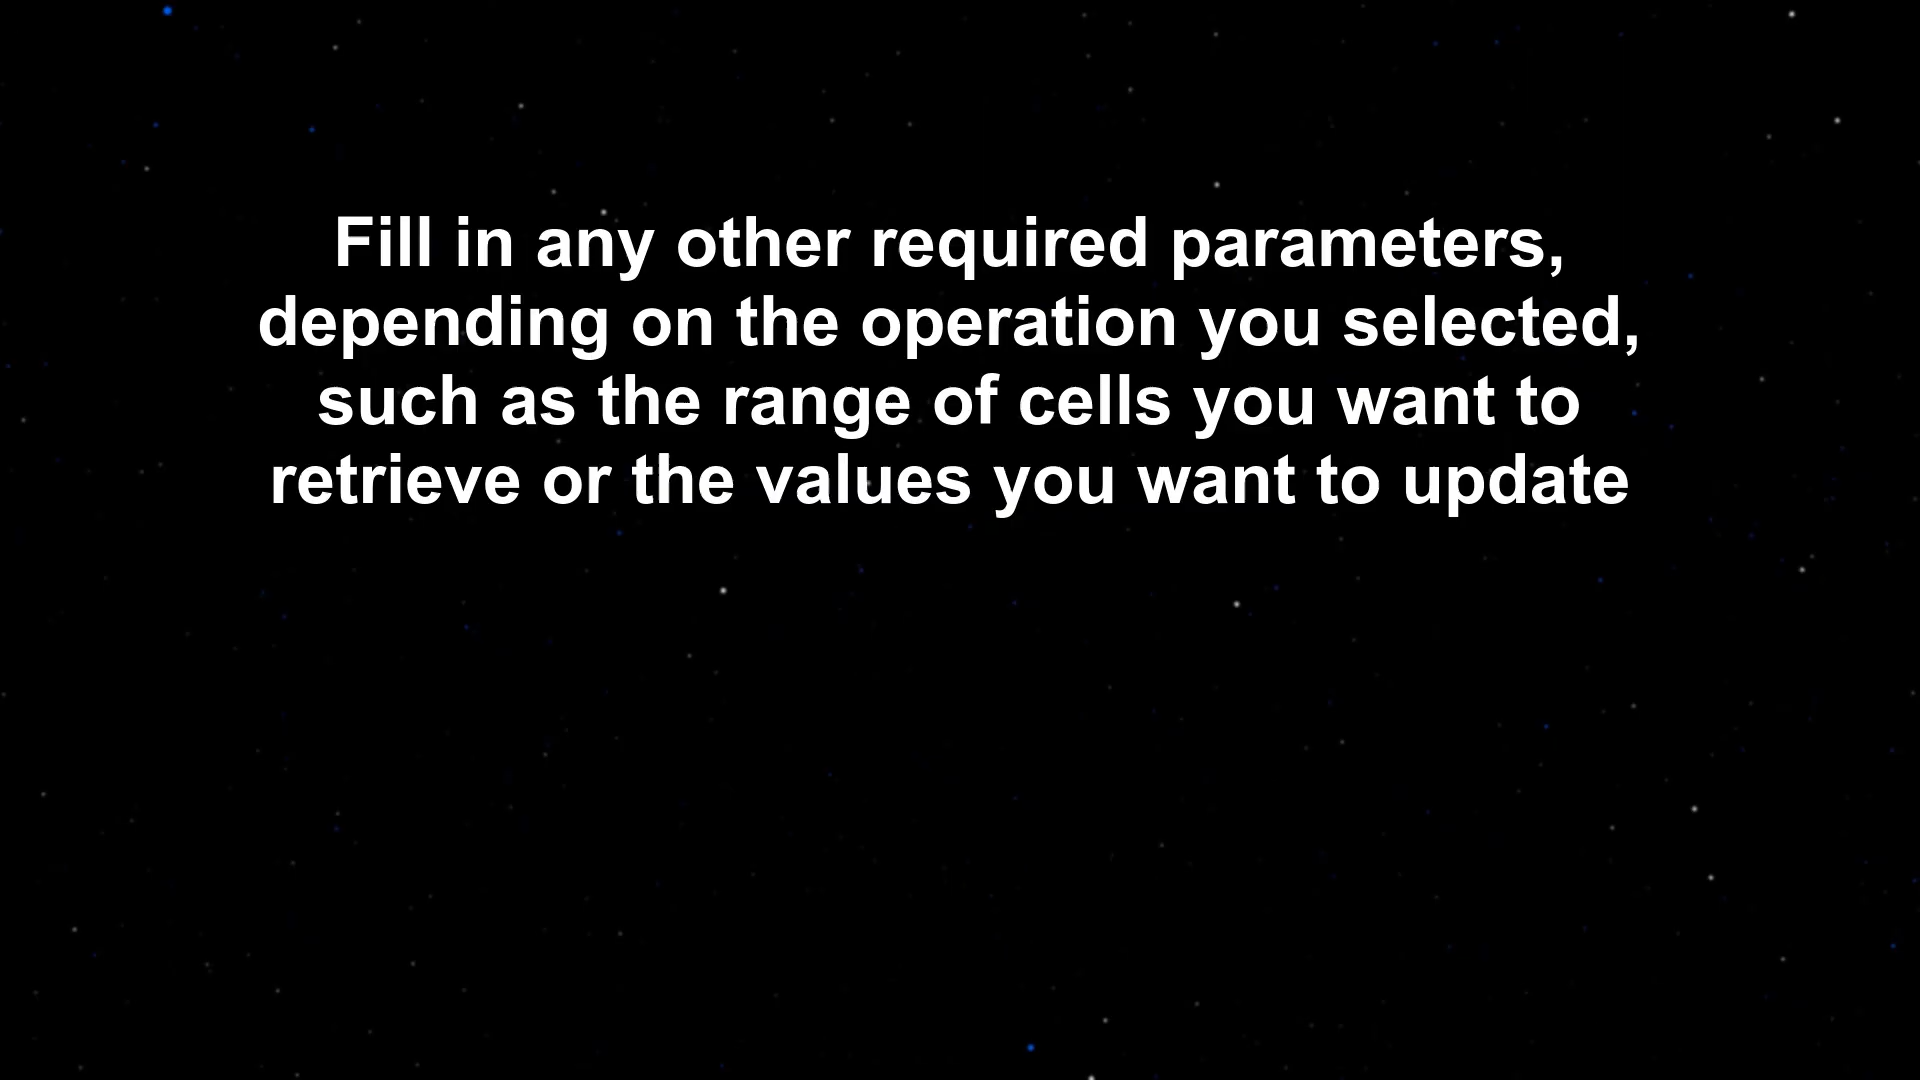 Fill in any other required parameters,
depending on the operation you selected,
such as the range of cells you want to
retrieve or the values you want to update